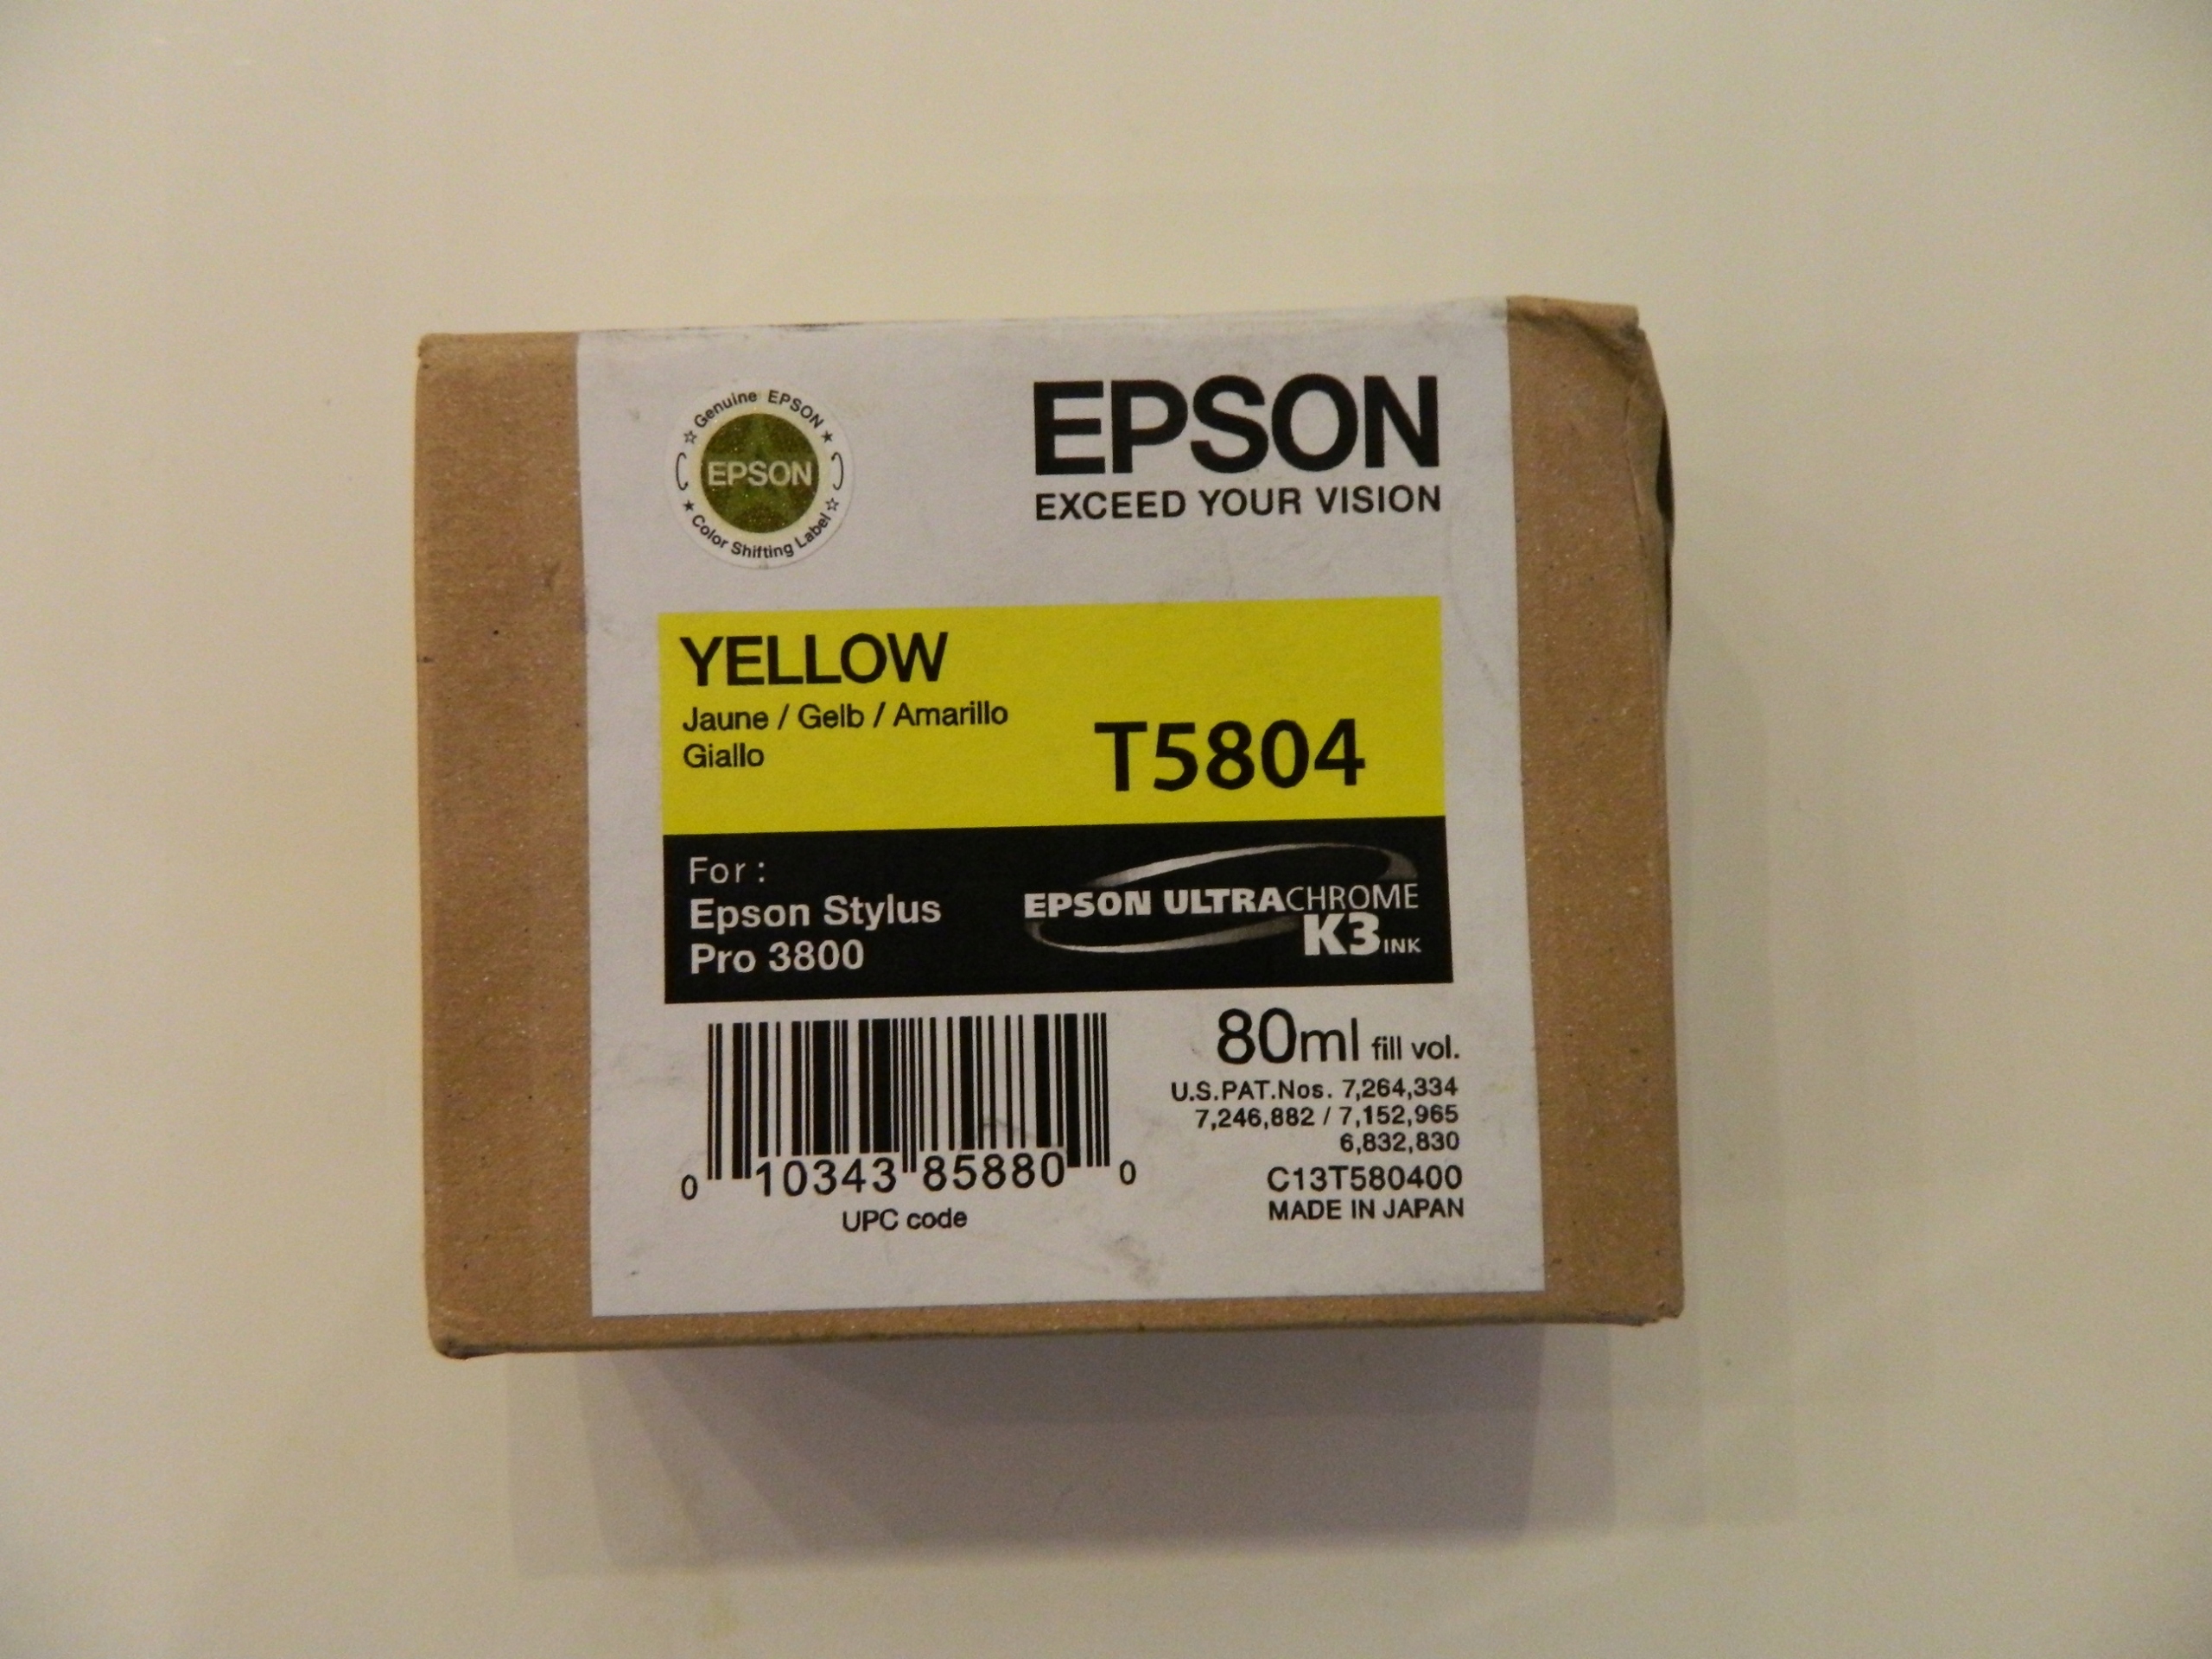 Genuine EPSON
EPSON
Color Shifting Label
EPSON
EXCEED YOUR VISION
YELLOW
Jaune / Gelb / Amarillo
Giallo
T5804
For :
Epson Stylus
Pro 3800
EPSON ULTRACHROME
K3 INK
0 10343 85880 0
UPC code
80ml fill vol.
U.S.PAT.Nos. 7,264,334
7,246,882 / 7,152,965
6,832,830
C13T580400
MADE IN JAPAN